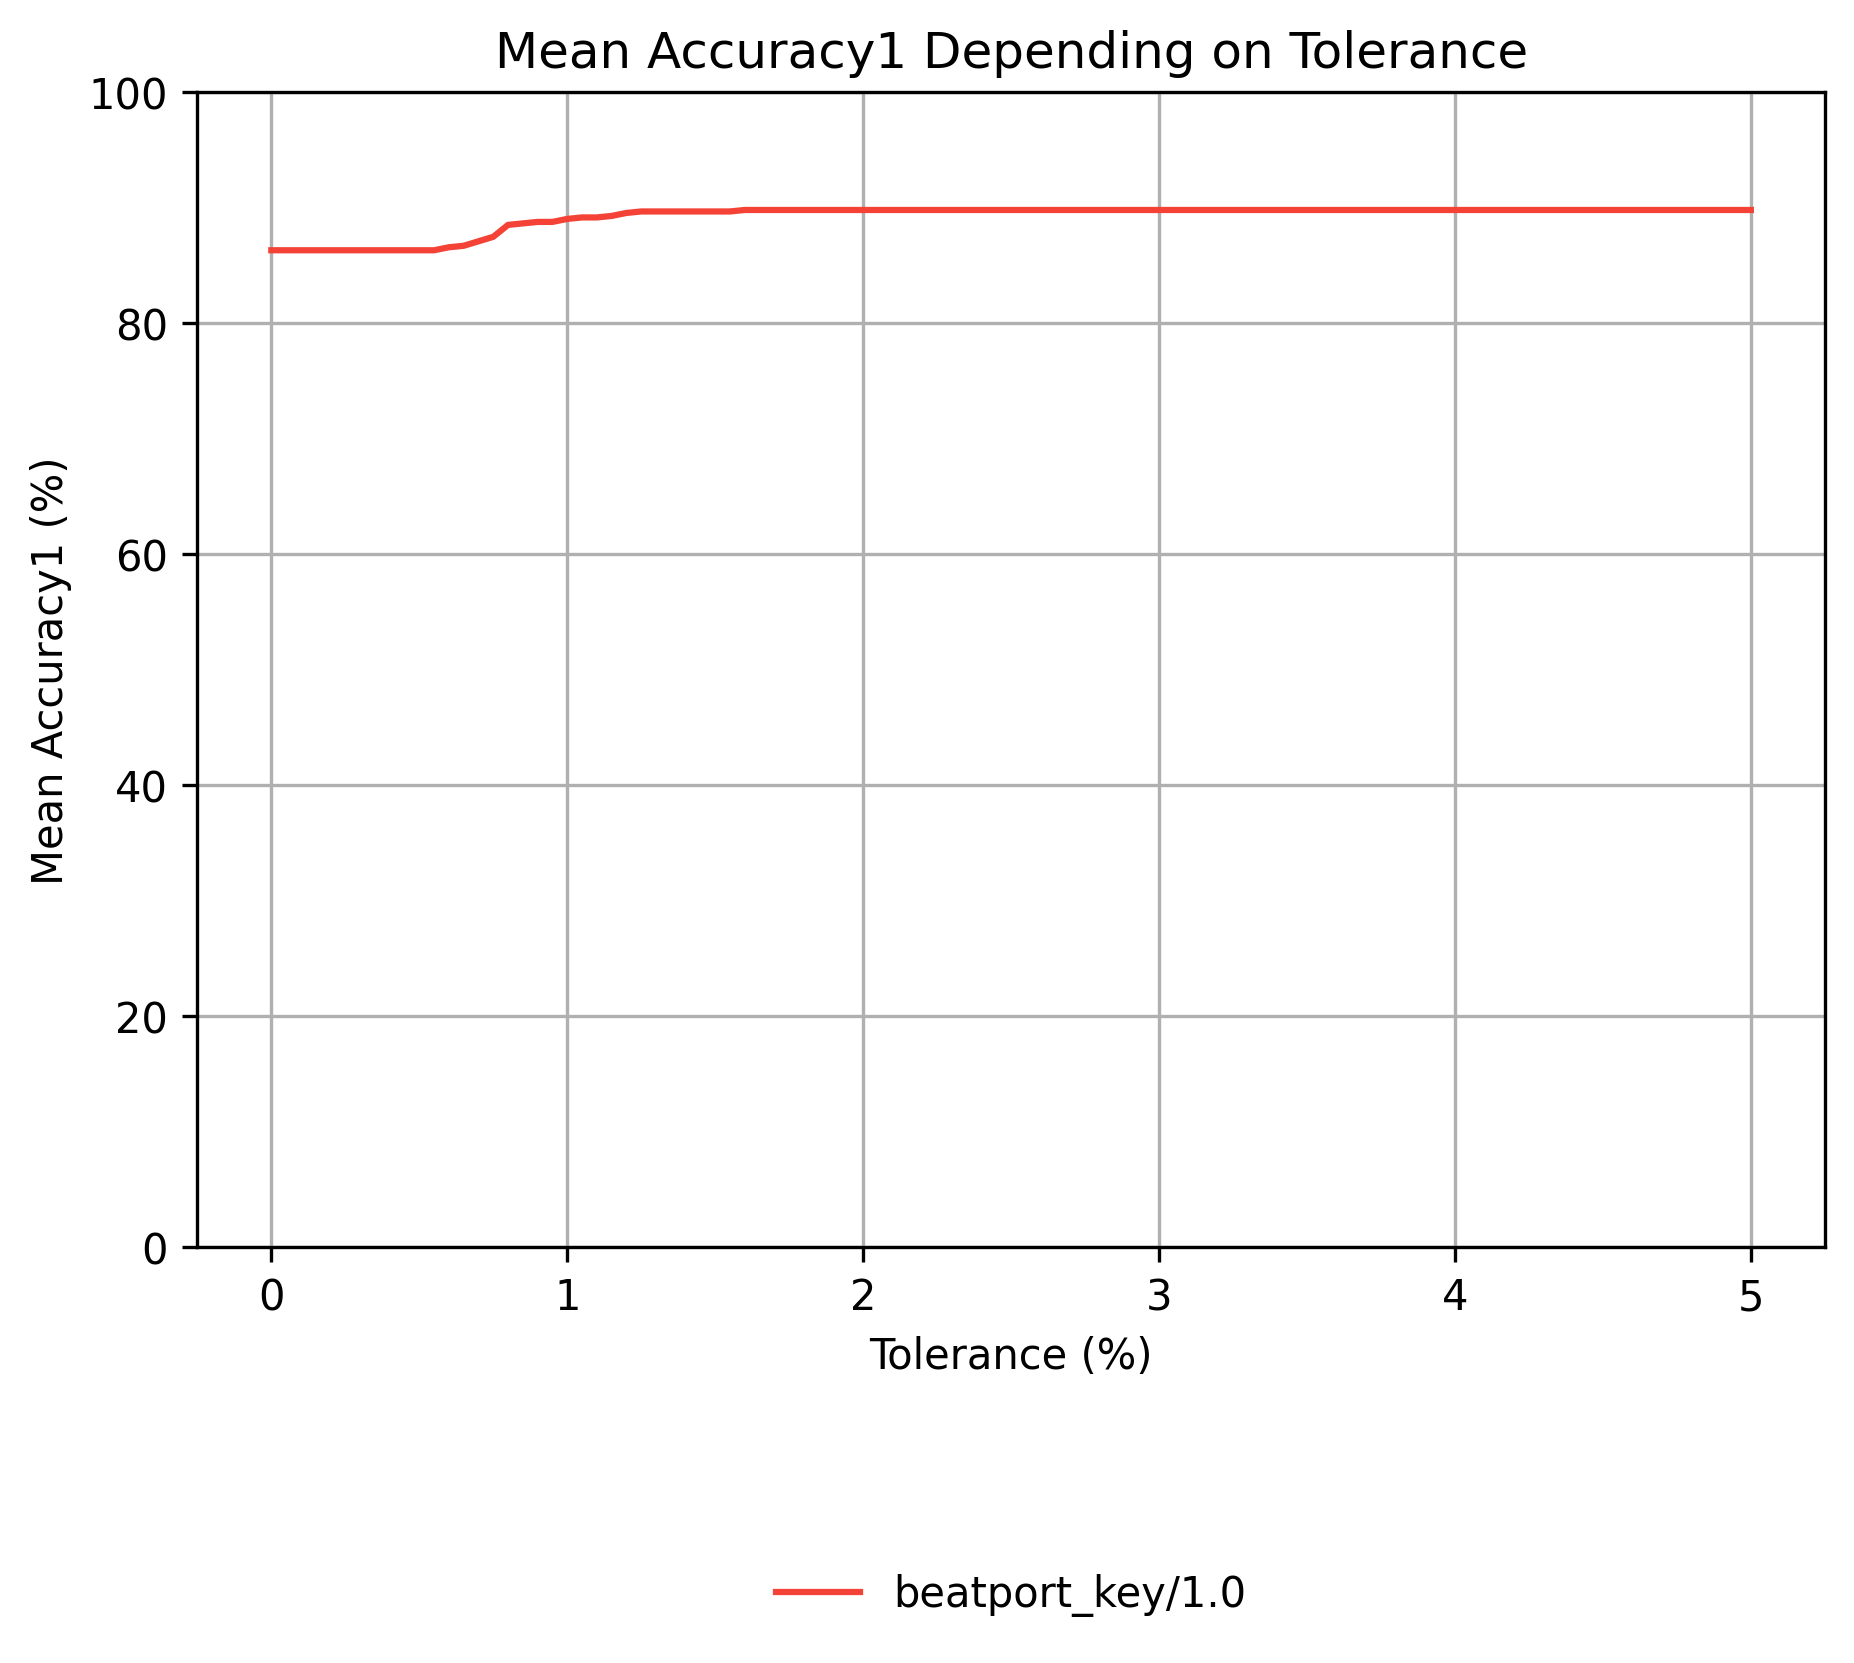 Mean Accuracy1 Depending on Tolerance
Mean Accuracy1 (%)
100
80
60
40
20
0
0 1 2 3 4 5
Tolerance (%)
beatport_key/1.0